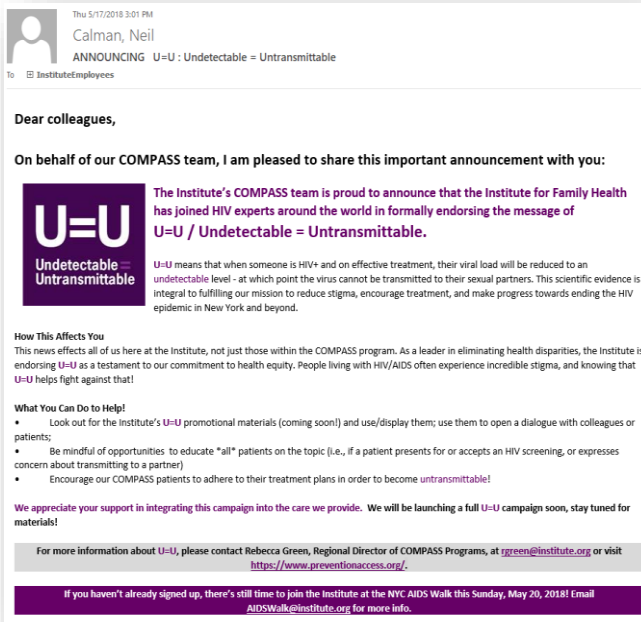 Thu 5/17/2018 3:01 PM
Calman, Neil
ANNOUNCING U=U : Undetectable = Untransmittable
To InstituteEmployees
Dear colleagues,
On behalf of our COMPASS team, I am pleased to share this important announcement with you:
U=U
Undetectable =
Untransmittable
The Institute's COMPASS team is proud to announce that the Institute for Family Health
has joined HIV experts around the world in formally endorsing the message of
U=U / Undetectable = Untransmittable.
U=U means that when someone is HIV+ and on effective treatment, their viral load will be reduced to an
undetectable level - at which point the virus cannot be transmitted to their sexual partners. This scientific evidence is
integral to fulfilling our mission to reduce stigma, encourage treatment, and make progress towards ending the HIV
epidemic in New York and beyond.
How This Affects You
This news effects all of us here at the Institute, not just those within the COMPASS program. As a leader in eliminating health disparities, the Institute is
endorsing U=U as a testament to our commitment to health equity. People living with HIV/AIDS often experience incredible stigma, and knowing that
U=U helps fight against that!
What You Can Do to Help!
• Look out for the Institute's U=U promotional materials (coming soon!) and use/display them; use them to open a dialogue with colleagues or
patients;
• Be mindful of opportunities to educate *all* patients on the topic (i.e., if a patient presents for or accepts an HIV screening, or expresses
concern about transmitting to a partner)
• Encourage our COMPASS patients to adhere to their treatment plans in order to become untransmittable!
We appreciate your support in integrating this campaign into the care we provide. We will be launching a full U=U campaign soon, stay tuned for
materials!
For more information about U=U, please contact Rebecca Green, Regional Director of COMPASS Programs, at rgreen@institute.org or visit
https://www.preventionaccess.org/.
If you haven't already signed up, there's still time to join the Institute at the NYC AIDS Walk this Sunday, May 20, 2018! Email
AIDSWalk@institute.org for more info.